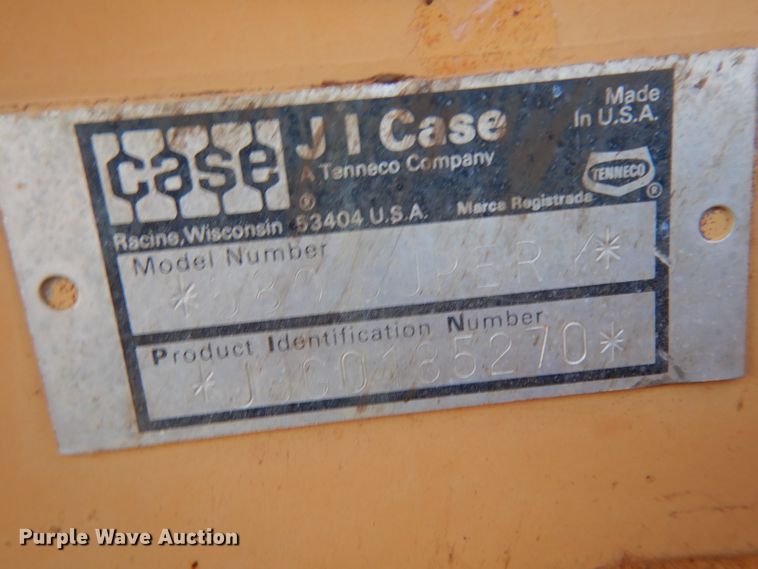 case
J I Case
A Tenneco Company
Made
In U.S.A.
TENNECO
®
®
Racine, Wisconsin 53404 U.S.A. Marca Registrada
Model Number
SUPER
Product Identification Number
Purple Wave Auction®